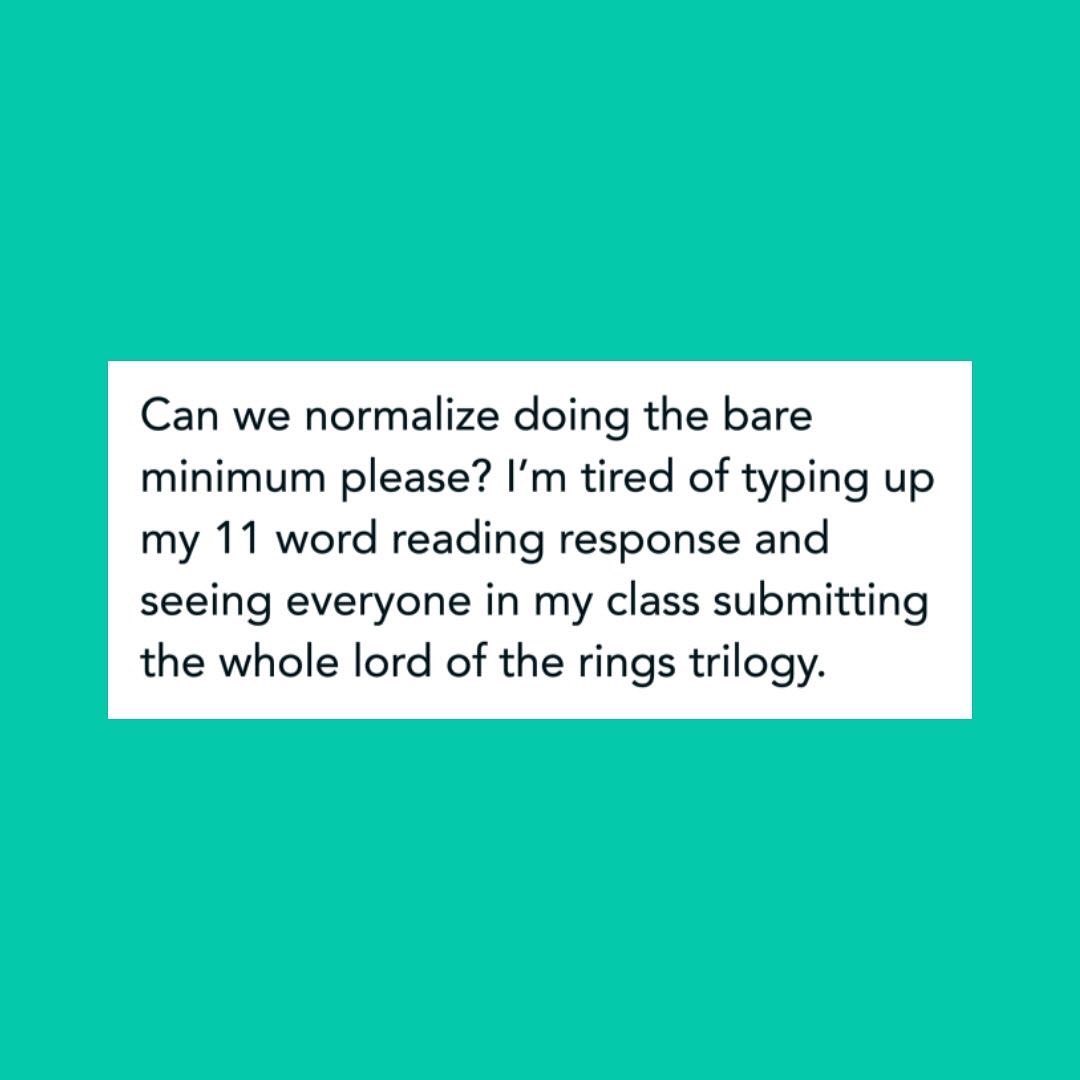 Can we normalize doing the bare
minimum please? I’m tired of typing up
my 11 word reading response and
seeing everyone in my class submitting
the whole lord of the rings trilogy.